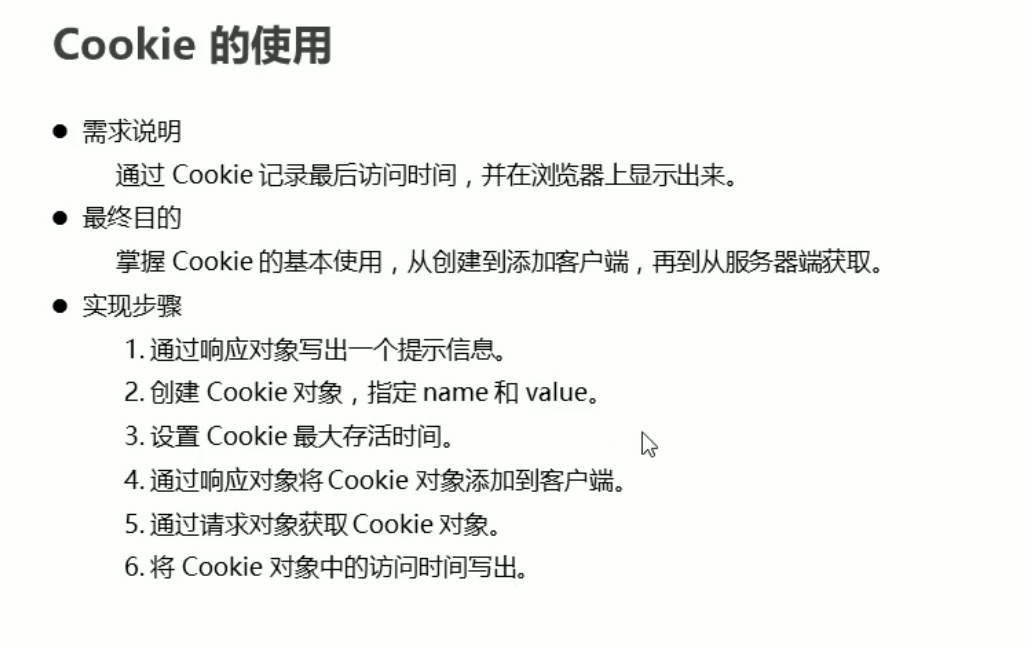 Cookie 的使用
● 需求说明
通过 Cookie 记录最后访问时间，并在浏览器上显示出来。
● 最终目的
掌握 Cookie 的基本使用，从创建到添加客户端，再到从服务器端获取。
● 实现步骤
1. 通过响应对象写出一个提示信息。
2. 创建 Cookie 对象，指定 name 和 value。
3. 设置 Cookie 最大存活时间。
4. 通过响应对象将 Cookie 对象添加到客户端。
5. 通过请求对象获取 Cookie 对象。
6. 将 Cookie 对象中的访问时间写出。